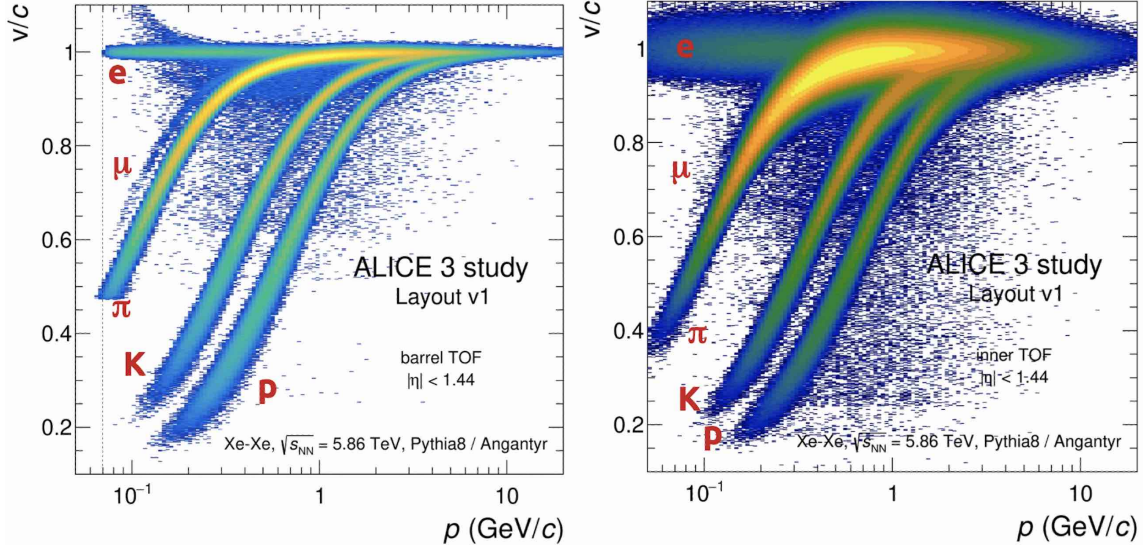 v/c
1
0.8
0.6
0.4
0.2
e
μ
π
K
p
ALICE 3 study
Layout v1
barrel TOF
|η| < 1.44
Xe-Xe, √s_NN = 5.86 TeV, Pythia8 / Angantyr
10⁻¹ 1 10
p (GeV/c)
v/c
1
0.8
0.6
0.4
0.2
e
μ
π
K
p
ALICE 3 study
Layout v1
inner TOF
|η| < 1.44
Xe-Xe, √s_NN = 5.86 TeV, Pythia8 / Angantyr
10⁻¹ 1 10
p (GeV/c)